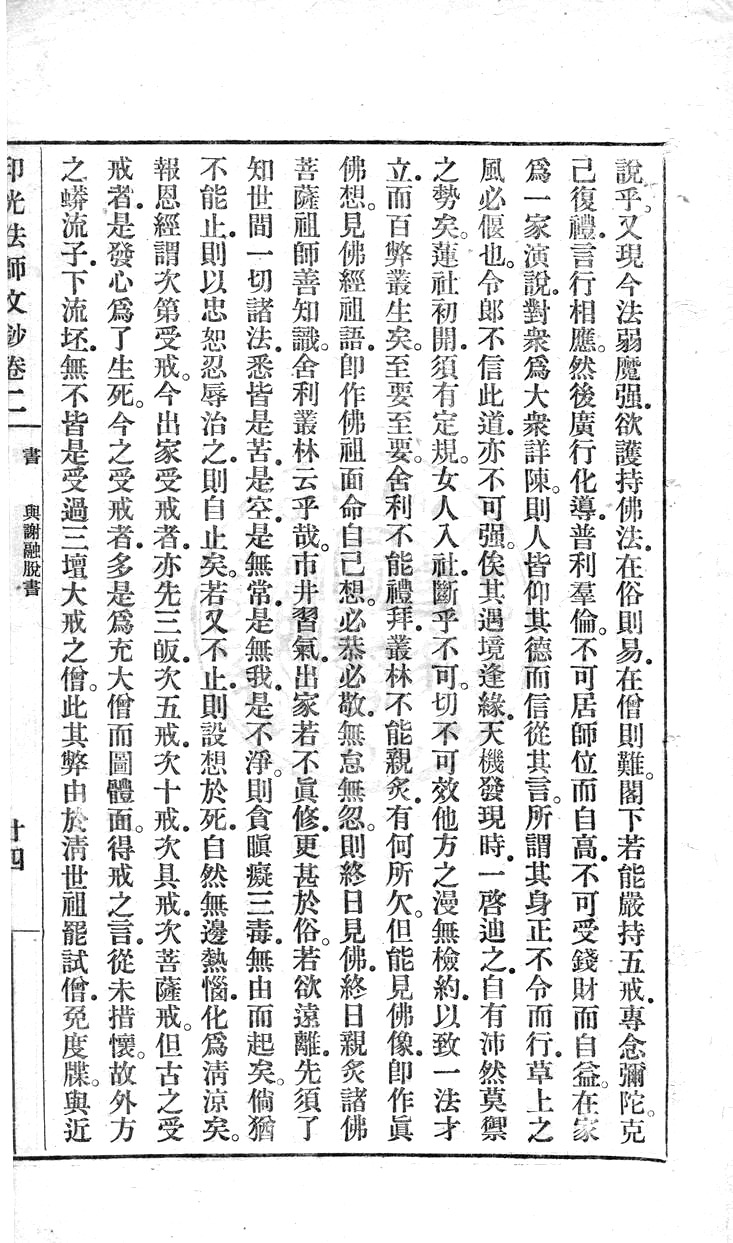 說乎。又現今法弱魔强。欲護持佛法。在俗則易。在僧則難。閣下若能嚴持五戒。專念彌陀。克
己復禮。言行相應。然後廣行化導。普利羣倫。不可居師位而自高。不可受錢財而自益。在家
爲一家演說。對衆爲大衆詳陳。則人皆仰其德而信從其言。所謂其身正不令而行。草上之
風必偃也。令郎不信此道。亦不可强。俟其遇境逢緣。天機發現時。一啓迪之。自有沛然莫禦
之勢矣。蓮社初開。須有定規。女人入社。斷乎不可。切不可效他方之漫無檢約。以致一法才
立。而百弊叢生矣。至要至要。舍利不能禮拜。叢林不能親炙。有何所欠。但能見佛像。卽作眞
佛想。見佛經祖語。卽作佛祖面命自己想。必恭必敬。無怠無忽。則終日見佛。終日親炙諸佛
菩薩祖師善知識。舍利叢林云乎哉。市井習氣。出家若不眞修。更甚於俗。若欲遠離。先須了
知世間一切諸法。悉皆是苦。是空。是無常。是無我。是不淨。則貪瞋癡三毒。無由而起矣。倘猶
不能止。則以忠恕忍辱治之。則自止矣。若又不止。則設想於死。自然無邊熱惱。化爲淸涼矣。
報恩經謂次第受戒。今出家受戒者。亦先三皈。次五戒。次十戒。次具戒。次菩薩戒。但古之受
戒者。是發心爲了生死。今之受戒者。多是爲充大僧而圖體面。得戒之言。從未措懷。故外方
之蟒流子。下流坯。無不皆是受過三壇大戒之僧。此其弊由於淸世祖罷試僧。免度牒。與近
印光法師文鈔卷二 書 與謝融脫書 廿四